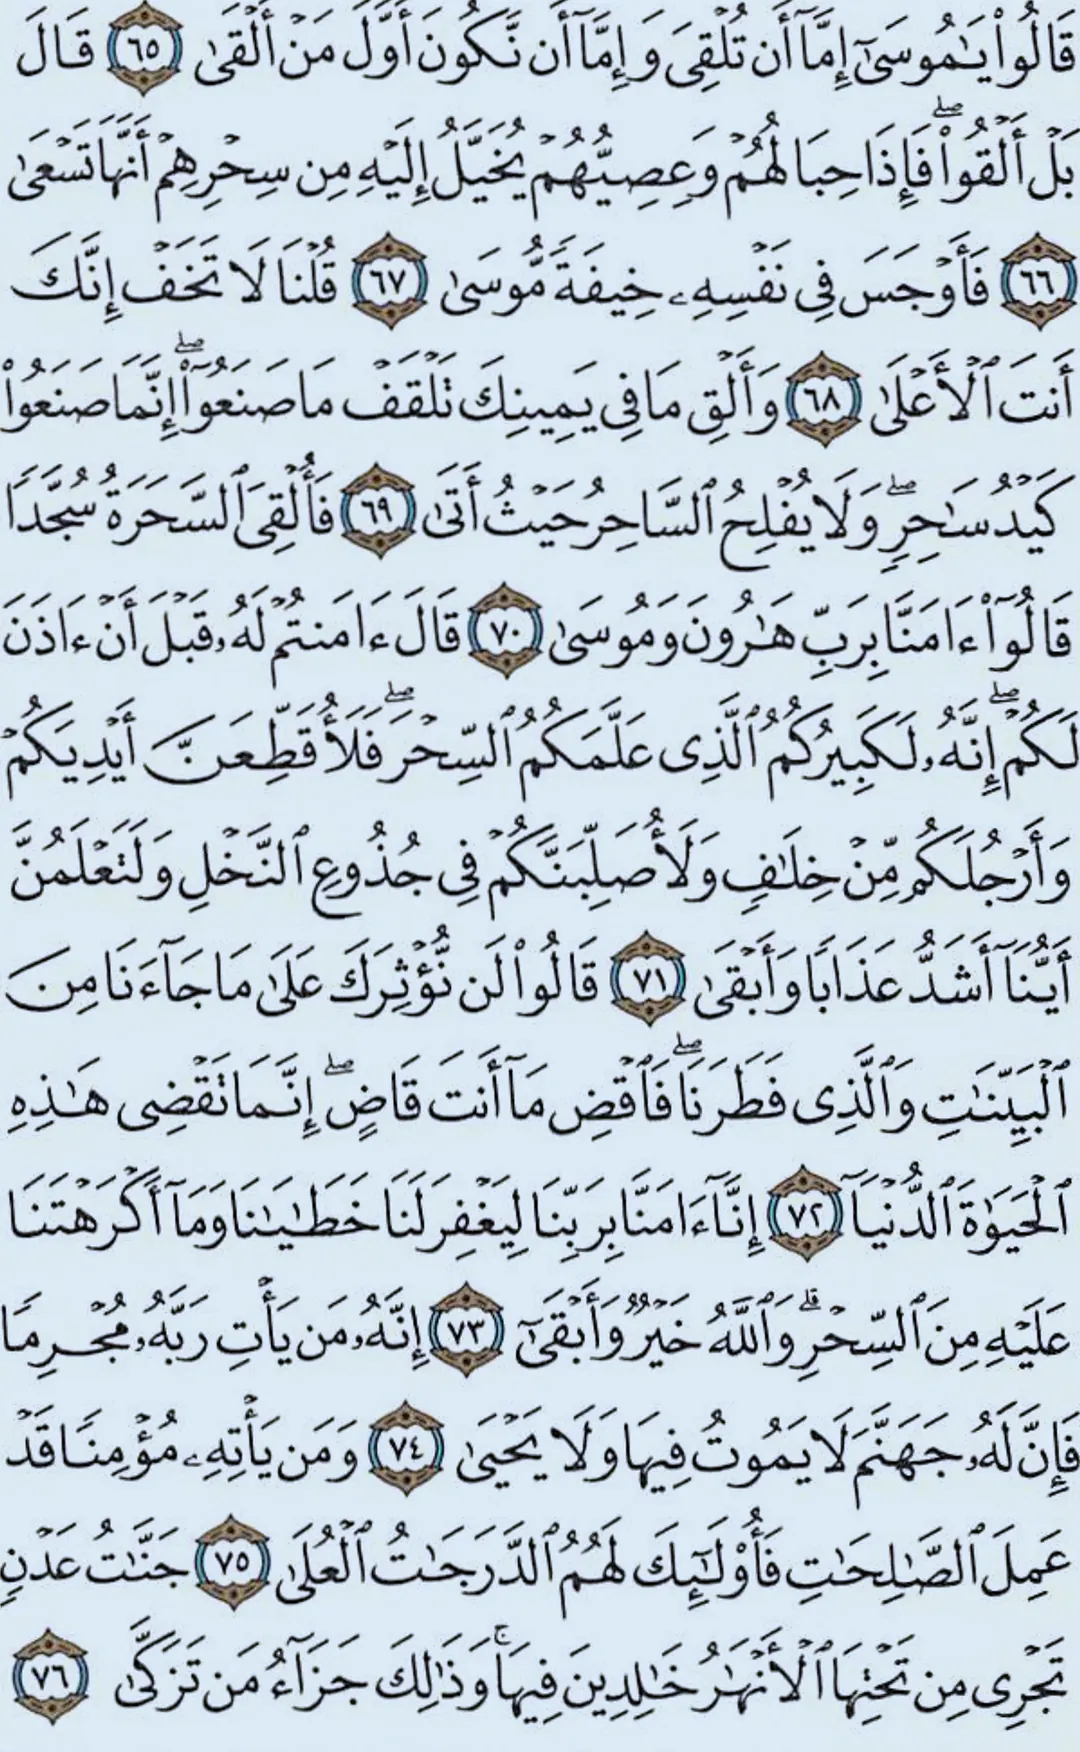 قَالُوا۟ يَـٰمُوسَىٰٓ إِمَّآ أَن تُلْقِىَ وَإِمَّآ أَن نَّكُونَ أَوَّلَ مَنْ أَلْقَىٰ ٦٥ قَالَ
بَلْ أَلْقُوا۟ ۖ فَإِذَا حِبَالُهُمْ وَعِصِيُّهُمْ يُخَيَّلُ إِلَيْهِ مِن سِحْرِهِمْ أَنَّهَا تَسْعَىٰ
٦٦ فَأَوْجَسَ فِى نَفْسِهِۦ خِيفَةً مُّوسَىٰ ٦٧ قُلْنَا لَا تَخَفْ إِنَّكَ
أَنتَ ٱلْأَعْلَىٰ ٦٨ وَأَلْقِ مَا فِى يَمِينِكَ تَلْقَفْ مَا صَنَعُوٓا۟ ۖ إِنَّمَا صَنَعُوا۟
كَيْدُ سَـٰحِرٍ ۖ وَلَا يُفْلِحُ ٱلسَّاحِرُ حَيْثُ أَتَىٰ ٦٩ فَأُلْقِىَ ٱلسَّحَرَةُ سُجَّدًا
قَالُوٓا۟ ءَامَنَّا بِرَبِّ هَـٰرُونَ وَمُوسَىٰ ٧٠ قَالَ ءَامَنتُمْ لَهُۥ قَبْلَ أَنْ ءَاذَنَ
لَكُمْ ۖ إِنَّهُۥ لَكَبِيرُكُمُ ٱلَّذِى عَلَّمَكُمُ ٱلسِّحْرَ ۖ فَلَأُقَطِّعَنَّ أَيْدِيَكُمْ
وَأَرْجُلَكُم مِّنْ خِلَـٰفٍ وَلَأُصَلِّبَنَّكُمْ فِى جُذُوعِ ٱلنَّخْلِ وَلَتَعْلَمُنَّ
أَيُّنَآ أَشَدُّ عَذَابًا وَأَبْقَىٰ ٧١ قَالُوا۟ لَن نُّؤْثِرَكَ عَلَىٰ مَا جَآءَنَا مِنَ
ٱلْبَيِّنَـٰتِ وَٱلَّذِى فَطَرَنَا ۖ فَٱقْضِ مَآ أَنتَ قَاضٍ ۖ إِنَّمَا تَقْضِى هَـٰذِهِ
ٱلْحَيَوٰةَ ٱلدُّنْيَآ ٧٢ إِنَّآ ءَامَنَّا بِرَبِّنَا لِيَغْفِرَ لَنَا خَطَـٰيَـٰنَا وَمَآ أَكْرَهْتَنَا
عَلَيْهِ مِنَ ٱلسِّحْرِ ۗ وَٱللَّهُ خَيْرٌ وَأَبْقَىٰٓ ٧٣ إِنَّهُۥ مَن يَأْتِ رَبَّهُۥ مُجْرِمًا
فَإِنَّ لَهُۥ جَهَنَّمَ لَا يَمُوتُ فِيهَا وَلَا يَحْيَىٰ ٧٤ وَمَن يَأْتِهِۦ مُؤْمِنًا قَدْ
عَمِلَ ٱلصَّـٰلِحَـٰتِ فَأُو۟لَـٰٓئِكَ لَهُمُ ٱلدَّرَجَـٰتُ ٱلْعُلَىٰ ٧٥ جَنَّـٰتُ عَدْنٍ
تَجْرِى مِن تَحْتِهَا ٱلْأَنْهَـٰرُ خَـٰلِدِينَ فِيهَا ۚ وَذَٰلِكَ جَزَآءُ مَن تَزَكَّىٰ ٧٦